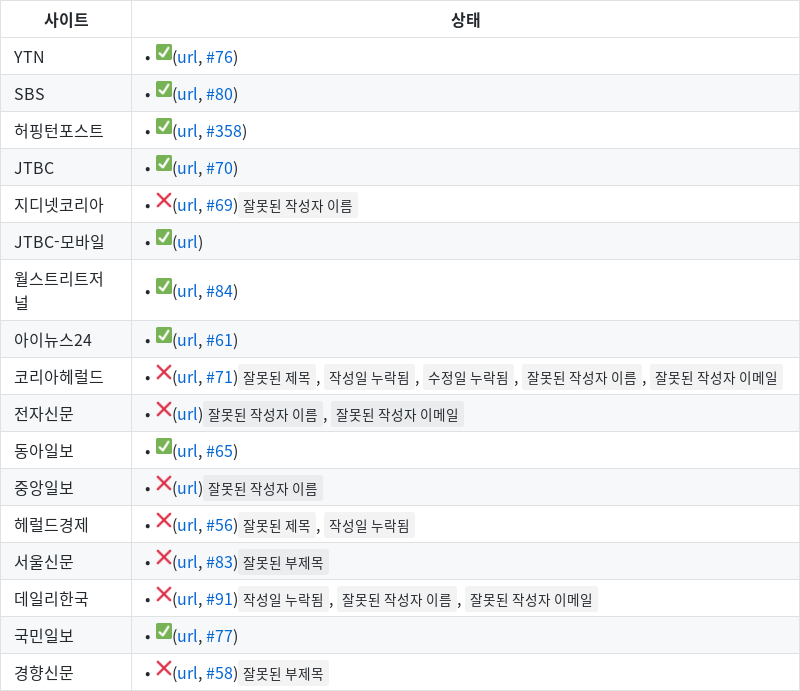 사이트 상태
YTN • ✅(url, #76)
SBS • ✅(url, #80)
허핑턴포스트 • ✅(url, #358)
JTBC • ✅(url, #70)
지디넷코리아 • ❌(url, #69) 잘못된 작성자 이름
JTBC-모바일 • ✅(url)
월스트리트저
널 • ✅(url, #84)
아이뉴스24 • ✅(url, #61)
코리아헤럴드 • ❌(url, #71) 잘못된 제목 , 작성일 누락됨 , 수정일 누락됨 , 잘못된 작성자 이름 , 잘못된 작성자 이메일
전자신문 • ❌(url) 잘못된 작성자 이름 , 잘못된 작성자 이메일
동아일보 • ✅(url, #65)
중앙일보 • ❌(url) 잘못된 작성자 이름
헤럴드경제 • ❌(url, #56) 잘못된 제목 , 작성일 누락됨
서울신문 • ❌(url, #83) 잘못된 부제목
데일리한국 • ❌(url, #91) 작성일 누락됨 , 잘못된 작성자 이름 , 잘못된 작성자 이메일
국민일보 • ✅(url, #77)
경향신문 • ❌(url, #58) 잘못된 부제목